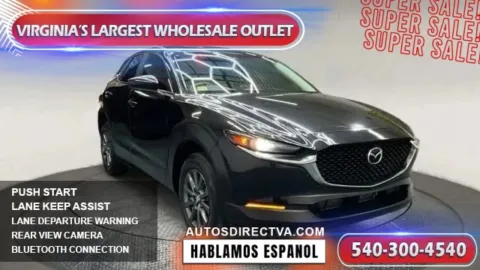 VIRGINIA'S LARGEST WHOLESALE OUTLET
SUPER SALE!
SUPER SALE!
SUPER SALE!
PUSH START
LANE KEEP ASSIST
LANE DEPARTURE WARNING
REAR VIEW CAMERA
BLUETOOTH CONNECTION
AUTOSDIRECTVA.COM
HABLAMOS ESPANOL
540-300-4540